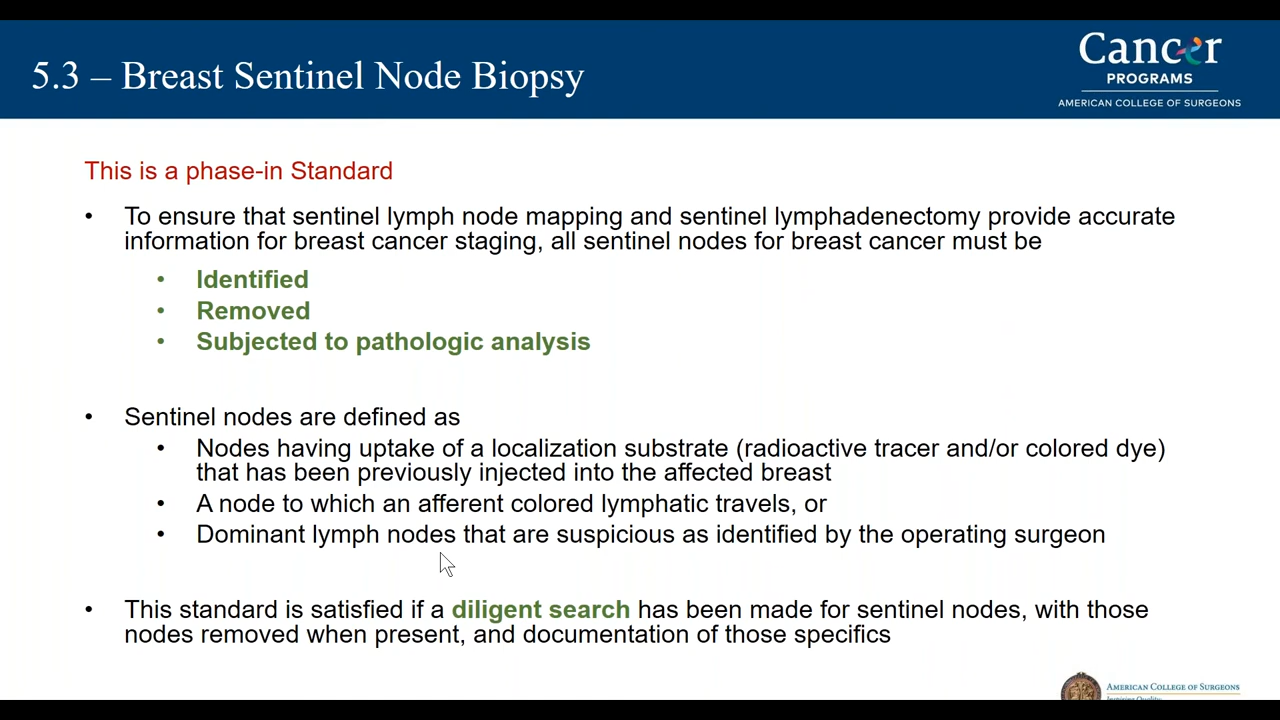 5.3 – Breast Sentinel Node Biopsy
Cancer
PROGRAMS
AMERICAN COLLEGE OF SURGEONS
This is a phase-in Standard
• To ensure that sentinel lymph node mapping and sentinel lymphadenectomy provide accurate
information for breast cancer staging, all sentinel nodes for breast cancer must be
• Identified
• Removed
• Subjected to pathologic analysis
• Sentinel nodes are defined as
• Nodes having uptake of a localization substrate (radioactive tracer and/or colored dye)
that has been previously injected into the affected breast
• A node to which an afferent colored lymphatic travels, or
• Dominant lymph nodes that are suspicious as identified by the operating surgeon
• This standard is satisfied if a diligent search has been made for sentinel nodes, with those
nodes removed when present, and documentation of those specifics
AMERICAN COLLEGE OF SURGEONS